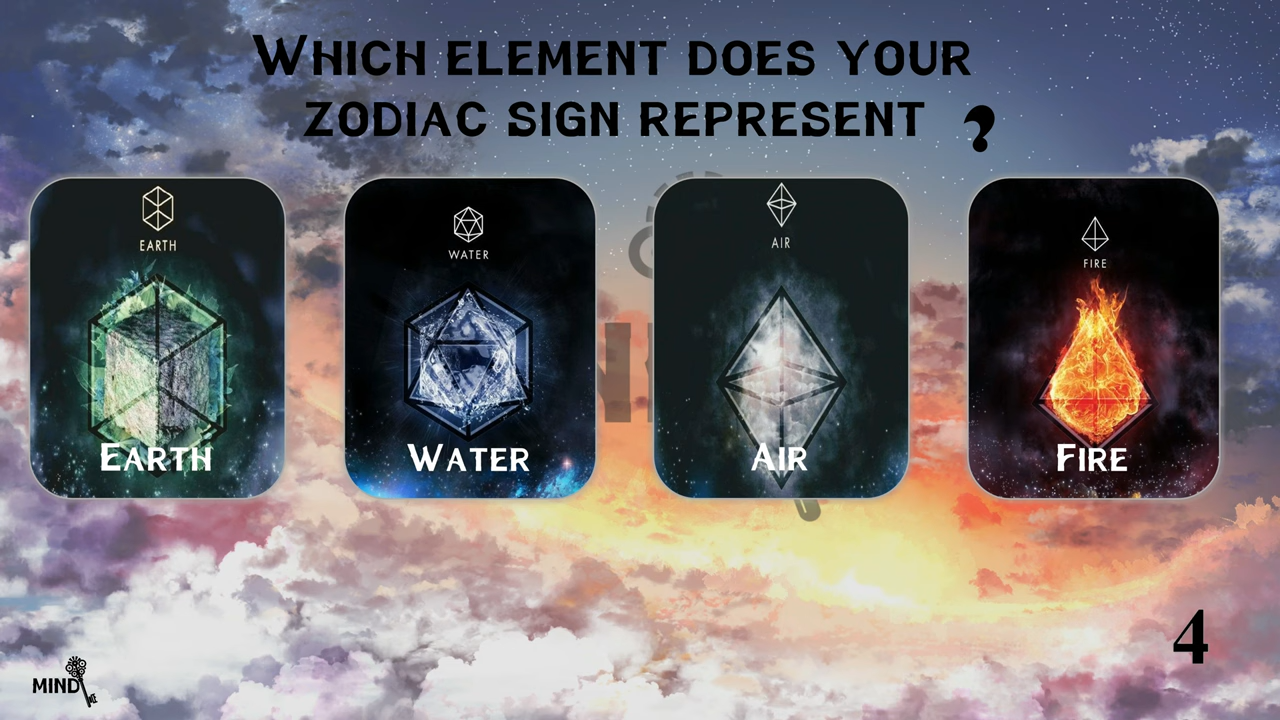 WHICH ELEMENT DOES YOUR
ZODIAC SIGN REPRESENT ?
EARTH
WATER
AIR
FIRE
EARTH
WATER
AIR
FIRE
4
MIND